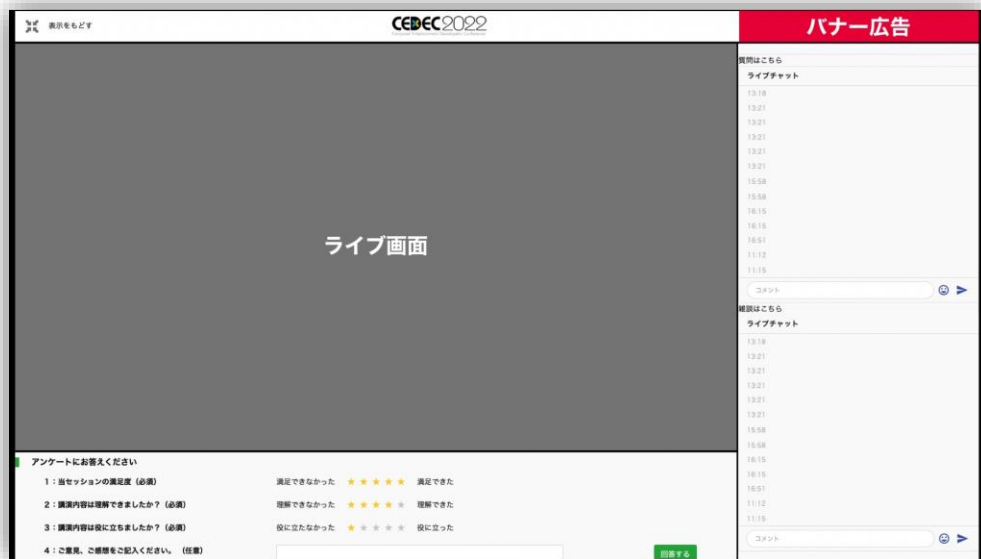 表示をもどす
CEDEC2022
バナー広告
ライブ画面
質問はこちら
ライブチャット
13:18
13:21
13:21
13:21
13:21
13:21
15:58
15:58
16:15
16:15
16:51
11:12
11:15
コメント
雑談はこちら
ライブチャット
13:18
13:21
13:21
13:21
13:21
13:21
15:58
15:58
16:15
16:15
16:51
11:12
11:15
コメント
アンケートにお答えください
1：当セッションの満足度（必須） 満足できなかった ★★★★★ 満足できた
2：講演内容は理解できましたか？（必須） 理解できなかった ★★★★★ 理解できた
3：講演内容は役に立ちましたか？（必須） 役に立たなかった ★★★★★ 役に立った
4：ご意見、ご感想をご記入ください。（任意）
回答する